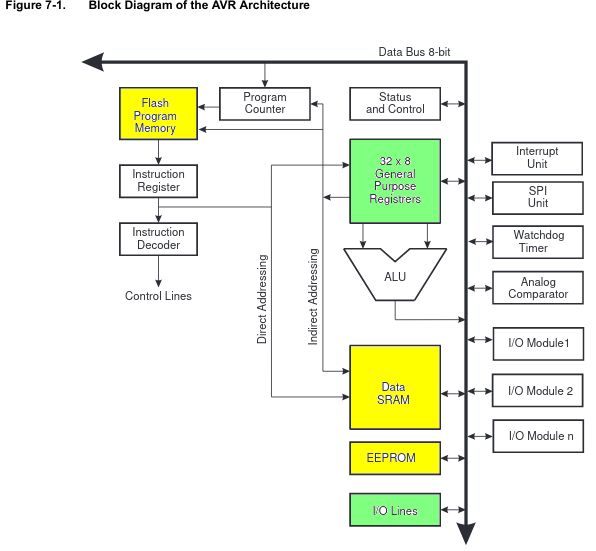 Figure 7-1. Block Diagram of the AVR Architecture
Data Bus 8-bit
Flash
Program
Memory
Program
Counter
Status
and Control
Instruction
Register
32 x 8
General
Purpose
Registrers
Interrupt
Unit
SPI
Unit
Instruction
Decoder
Watchdog
Timer
ALU
Analog
Comparator
Control Lines
Direct Addressing
Indirect Addressing
I/O Module1
Data
SRAM
I/O Module 2
I/O Module n
EEPROM
I/O Lines